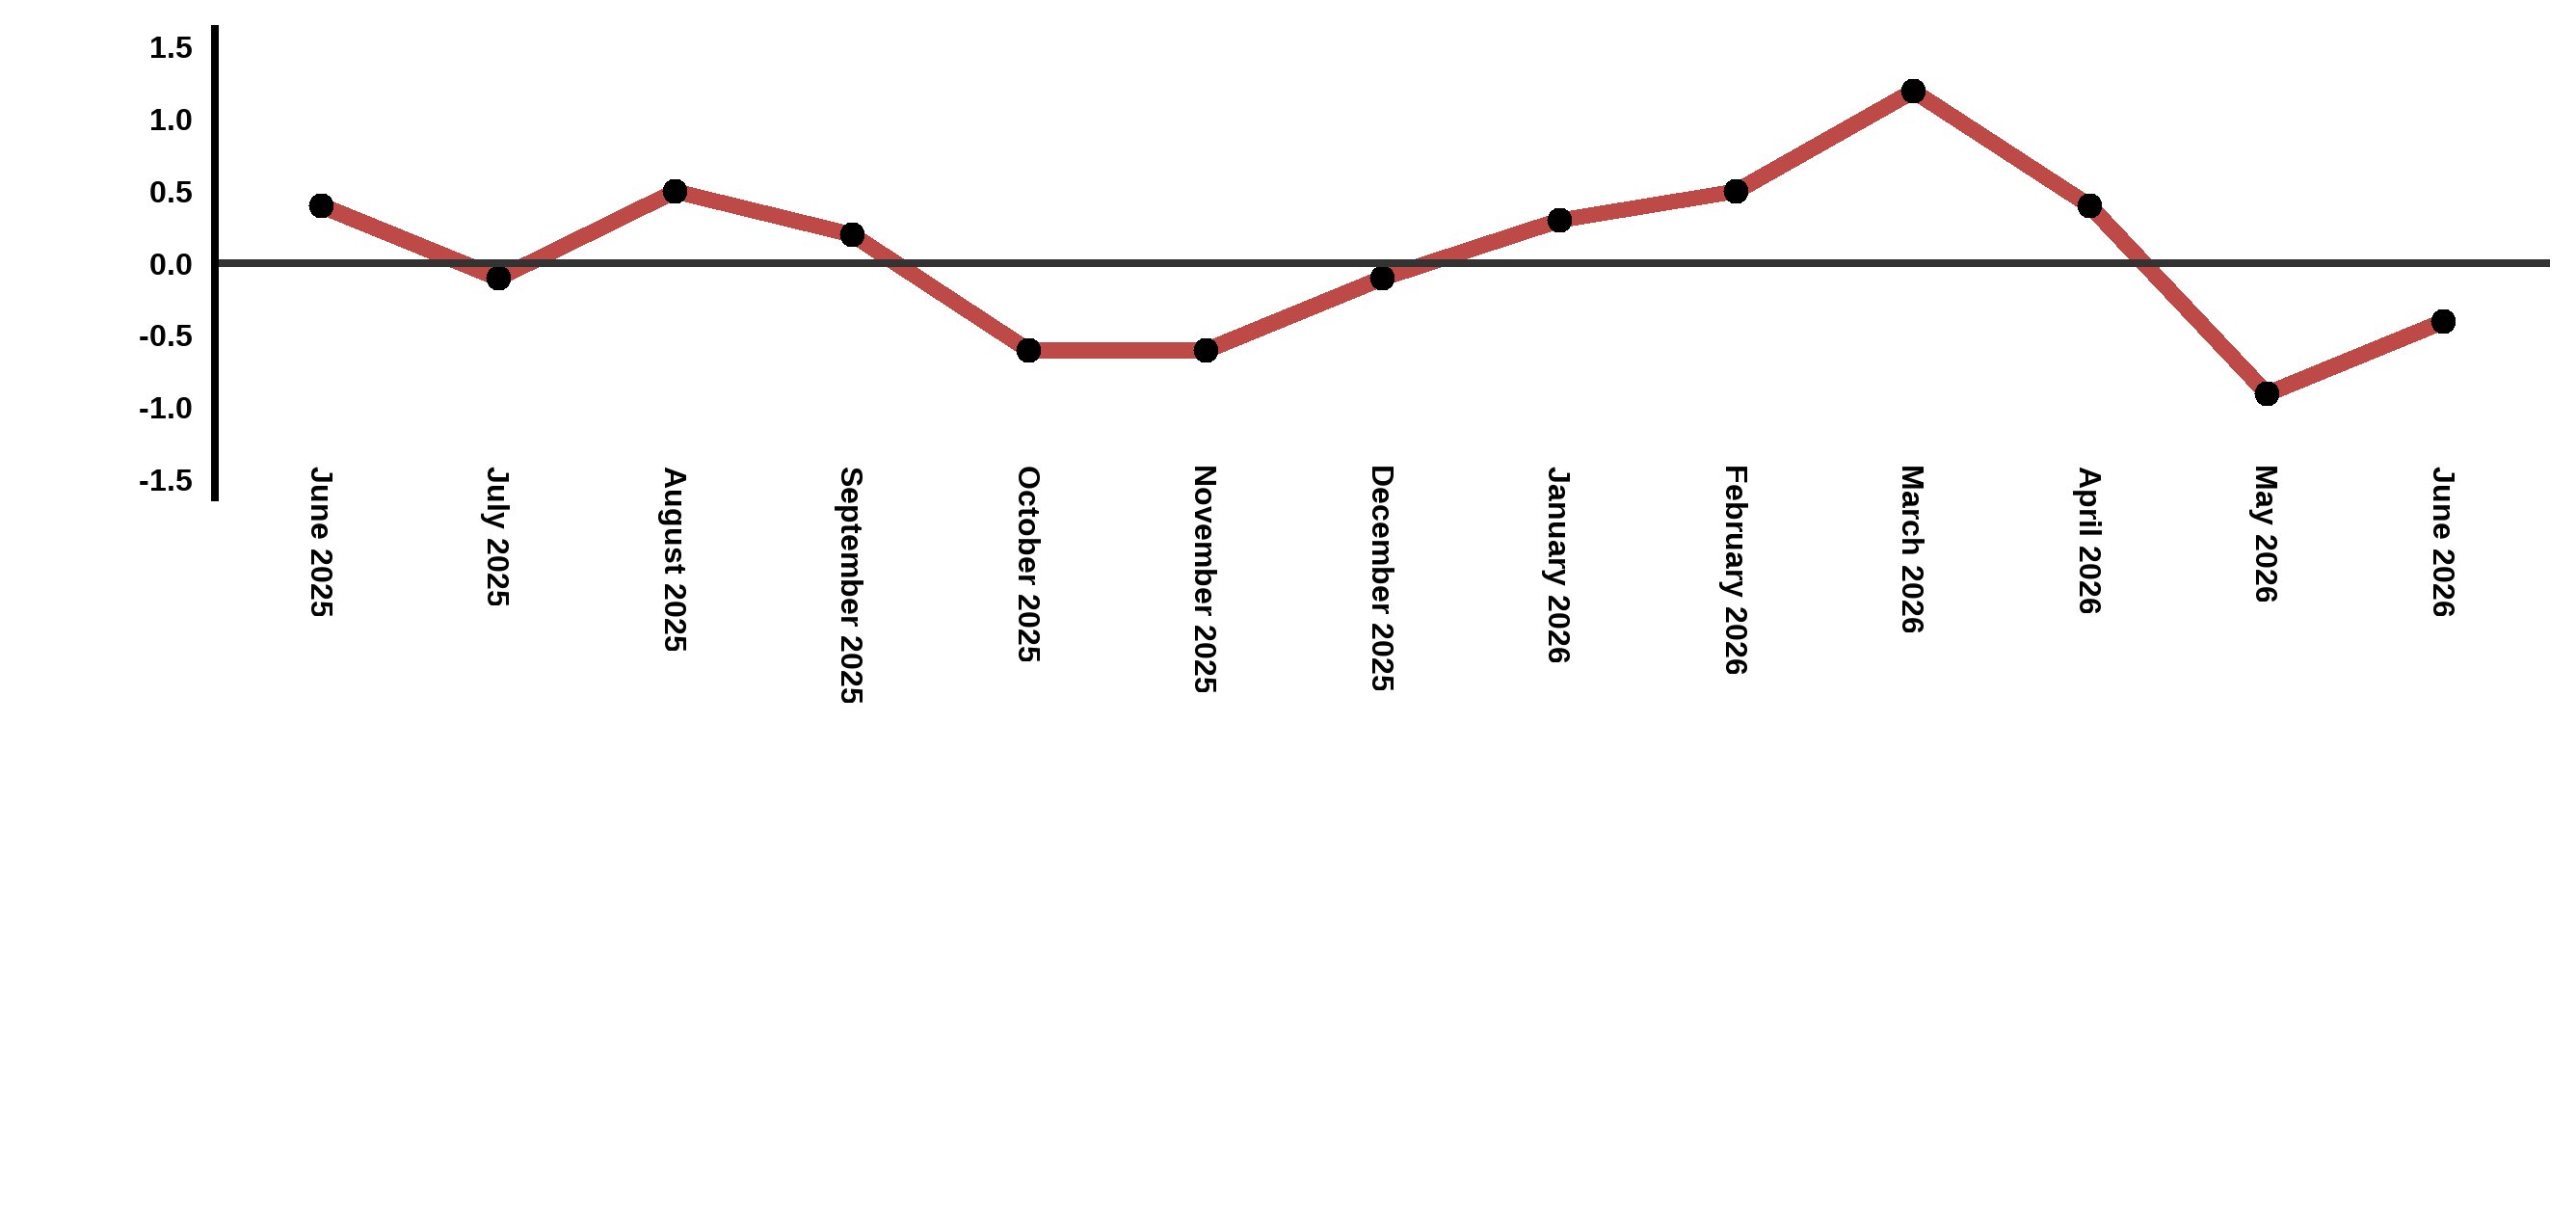 1.5
1.0
0.5
0.0
-0.5
-1.0
-1.5
June 2025
July 2025
August 2025
September 2025
October 2025
November 2025
December 2025
January 2026
February 2026
March 2026
April 2026
May 2026
June 2026